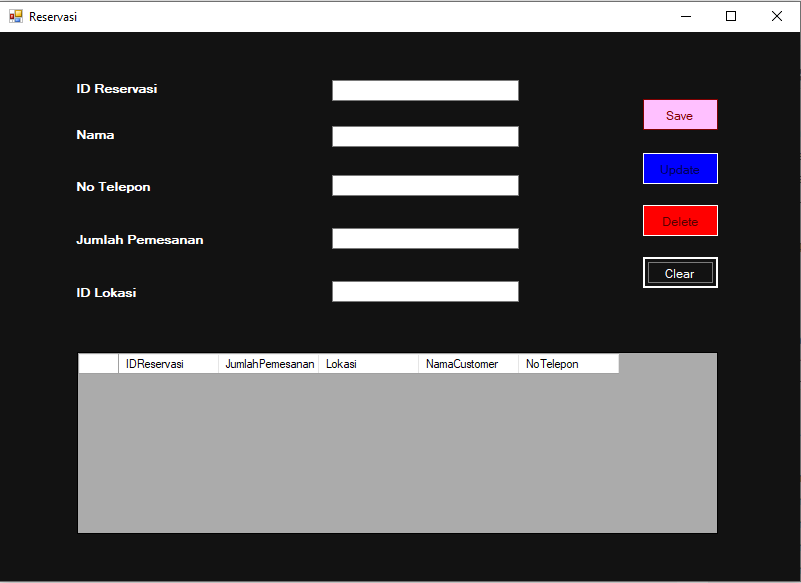 Reservasi
ID Reservasi
Save
Nama
Update
No Telepon
Delete
Jumlah Pemesanan
Clear
ID Lokasi
IDReservasi JumlahPemesanan Lokasi NamaCustomer NoTelepon